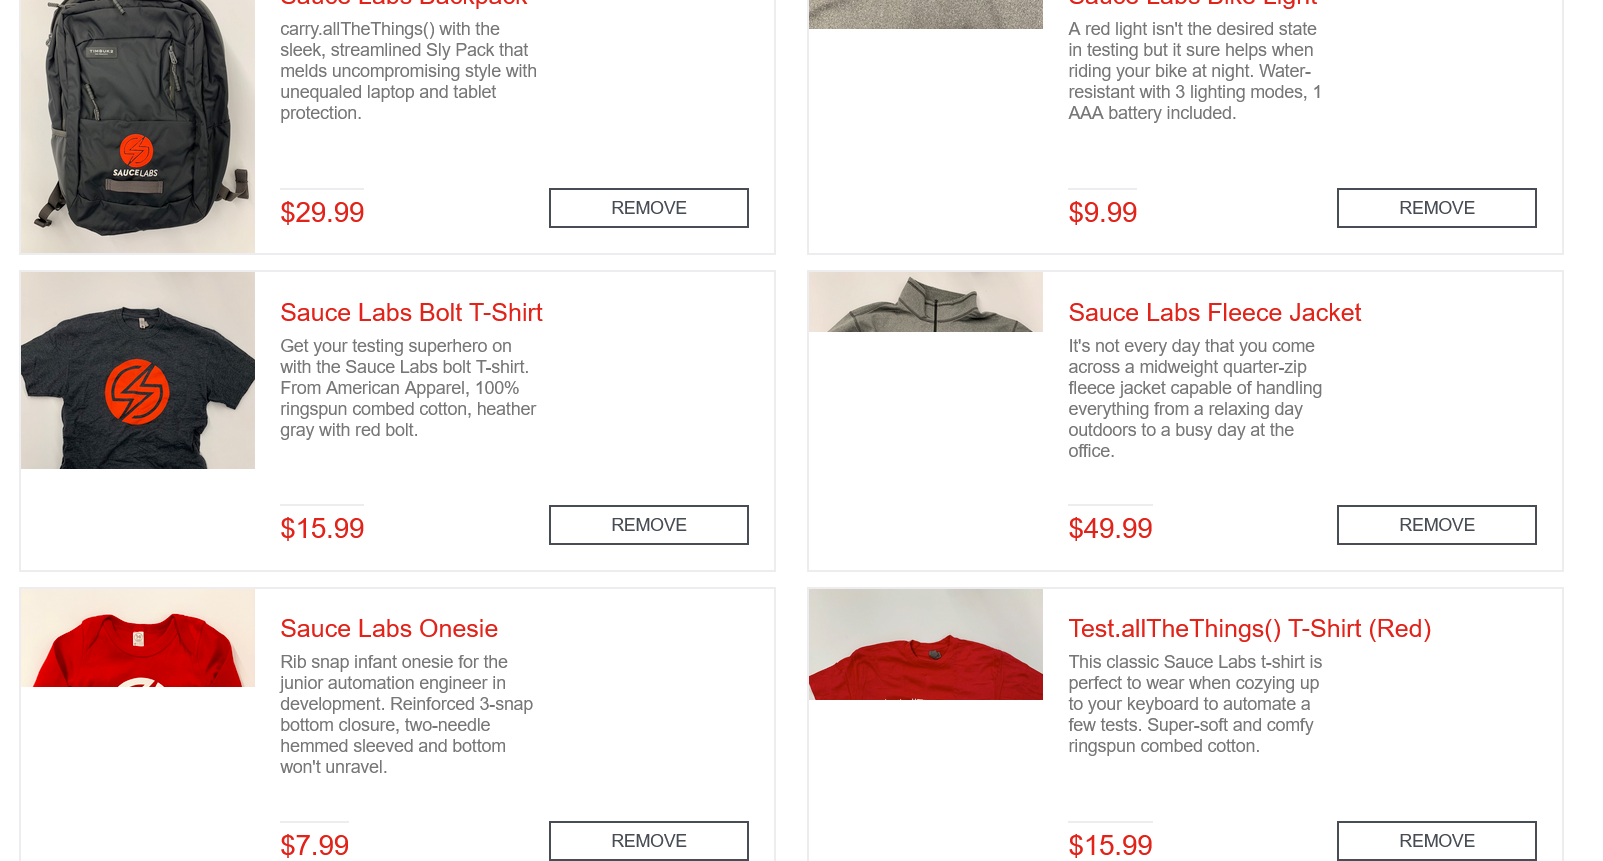 Sauce Labs Backpack
carry.allTheThings() with the
sleek, streamlined Sly Pack that
melds uncompromising style with
unequaled laptop and tablet
protection.
$29.99
REMOVE
TIMBUK2
SAUCELABS
Sauce Labs Bike Light
A red light isn't the desired state
in testing but it sure helps when
riding your bike at night. Water-
resistant with 3 lighting modes, 1
AAA battery included.
$9.99
REMOVE
Sauce Labs Bolt T-Shirt
Get your testing superhero on
with the Sauce Labs bolt T-shirt.
From American Apparel, 100%
ringspun combed cotton, heather
gray with red bolt.
$15.99
REMOVE
Sauce Labs Fleece Jacket
It's not every day that you come
across a midweight quarter-zip
fleece jacket capable of handling
everything from a relaxing day
outdoors to a busy day at the
office.
$49.99
REMOVE
Sauce Labs Onesie
Rib snap infant onesie for the
junior automation engineer in
development. Reinforced 3-snap
bottom closure, two-needle
hemmed sleeved and bottom
won't unravel.
$7.99
REMOVE
Test.allTheThings() T-Shirt (Red)
This classic Sauce Labs t-shirt is
perfect to wear when cozying up
to your keyboard to automate a
few tests. Super-soft and comfy
ringspun combed cotton.
$15.99
REMOVE